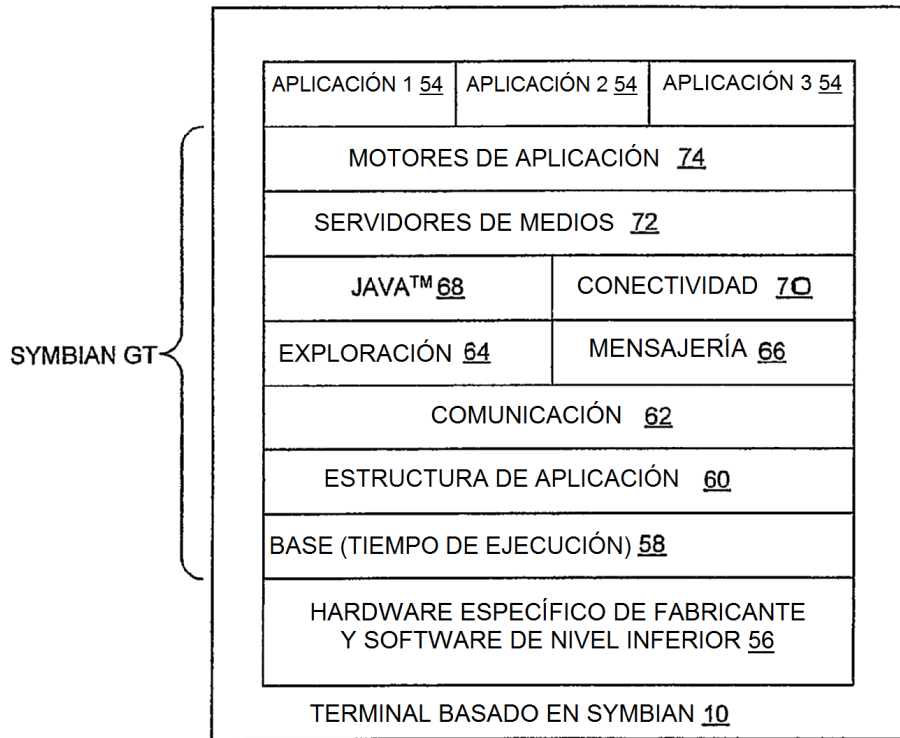 APLICACIÓN 1 54
APLICACIÓN 2 54
APLICACIÓN 3 54
MOTORES DE APLICACIÓN 74
SERVIDORES DE MEDIOS 72
JAVA™ 68
CONECTIVIDAD 70
SYMBIAN GT
EXPLORACIÓN 64
MENSAJERÍA 66
COMUNICACIÓN 62
ESTRUCTURA DE APLICACIÓN 60
BASE (TIEMPO DE EJECUCIÓN) 58
HARDWARE ESPECÍFICO DE FABRICANTE
Y SOFTWARE DE NIVEL INFERIOR 56
TERMINAL BASADO EN SYMBIAN 10